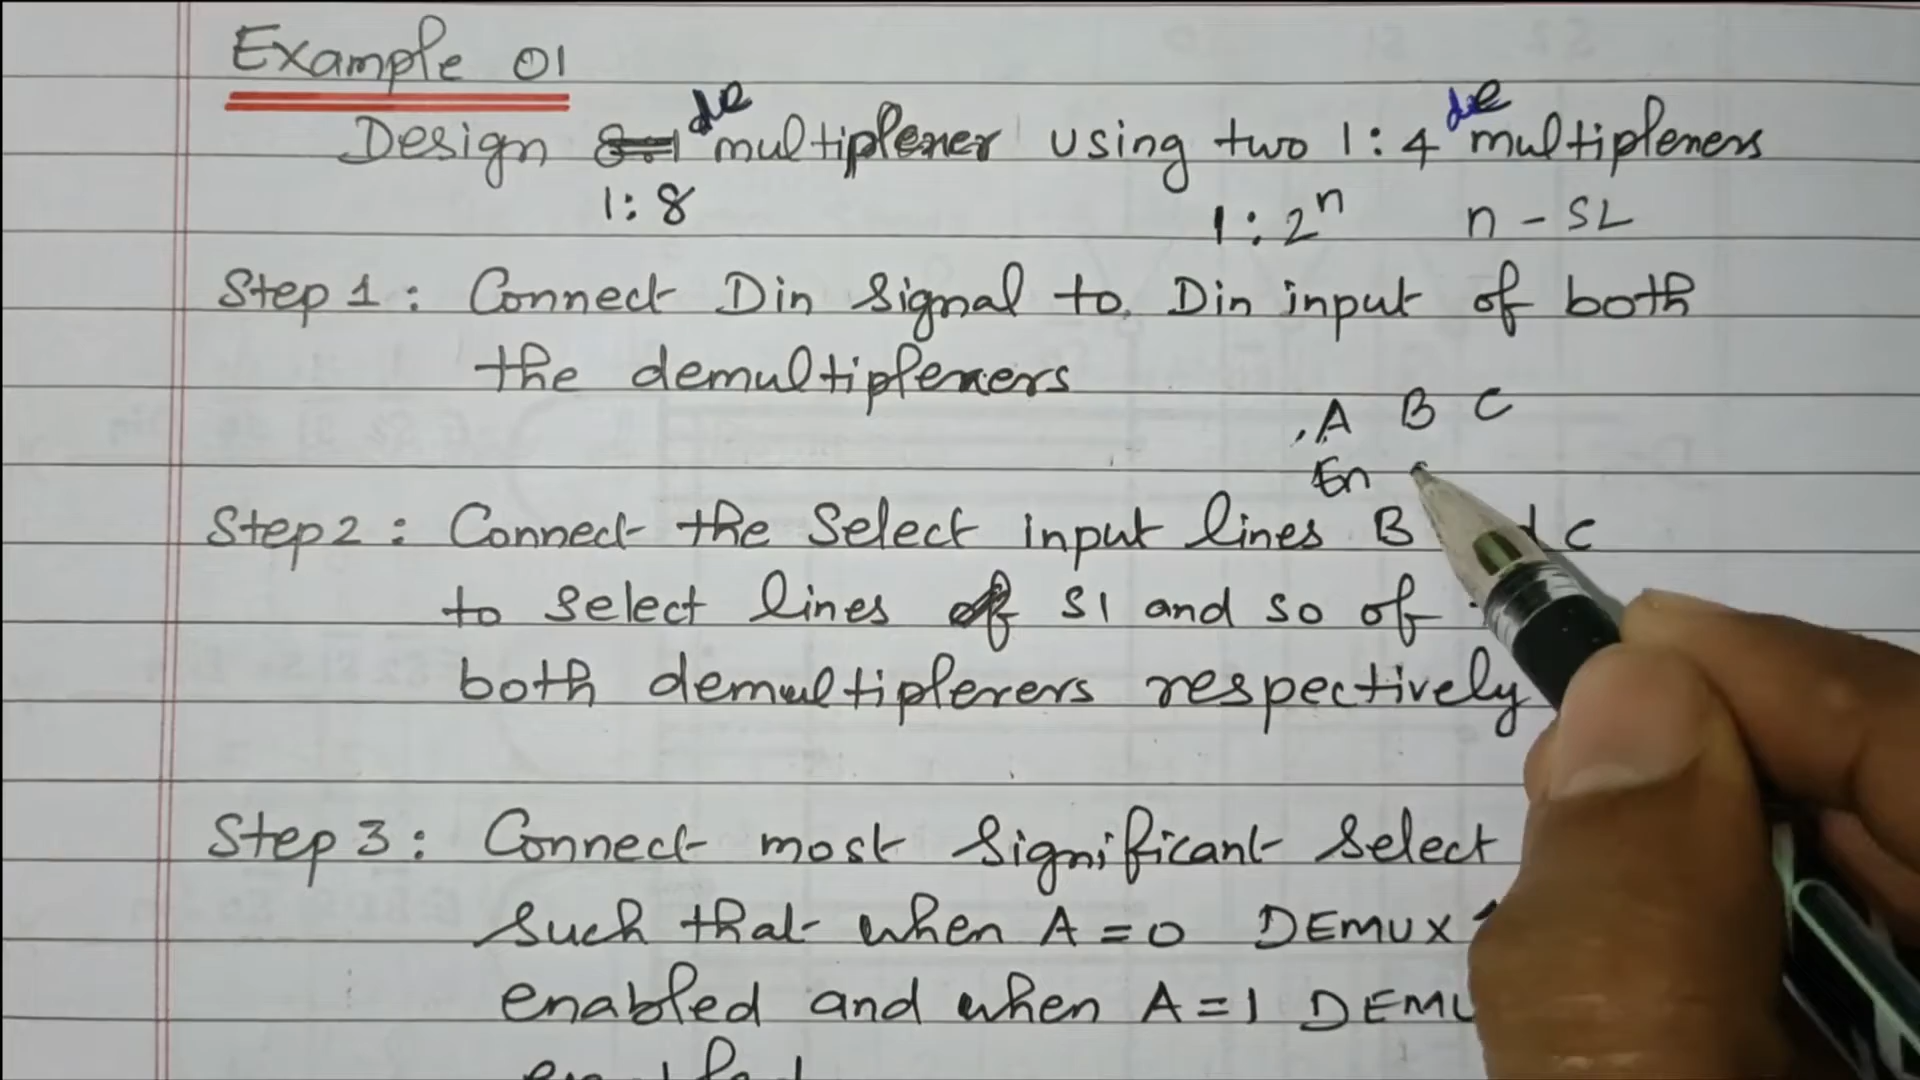 Example 01
de de
Design 8:1 multiplexer using two 1:4 multiplexers
1:8 1:2ⁿ n-SL
Step 1: Connect Din signal to Din input of both
the demultiplexers
A B C
En
Step 2: Connect the Select input lines B C
to select lines of S1 and S0 of
both demultiplexers respectively
Step 3: Connect most significant select
such that when A=0 DEMUX
enabled and when A=1